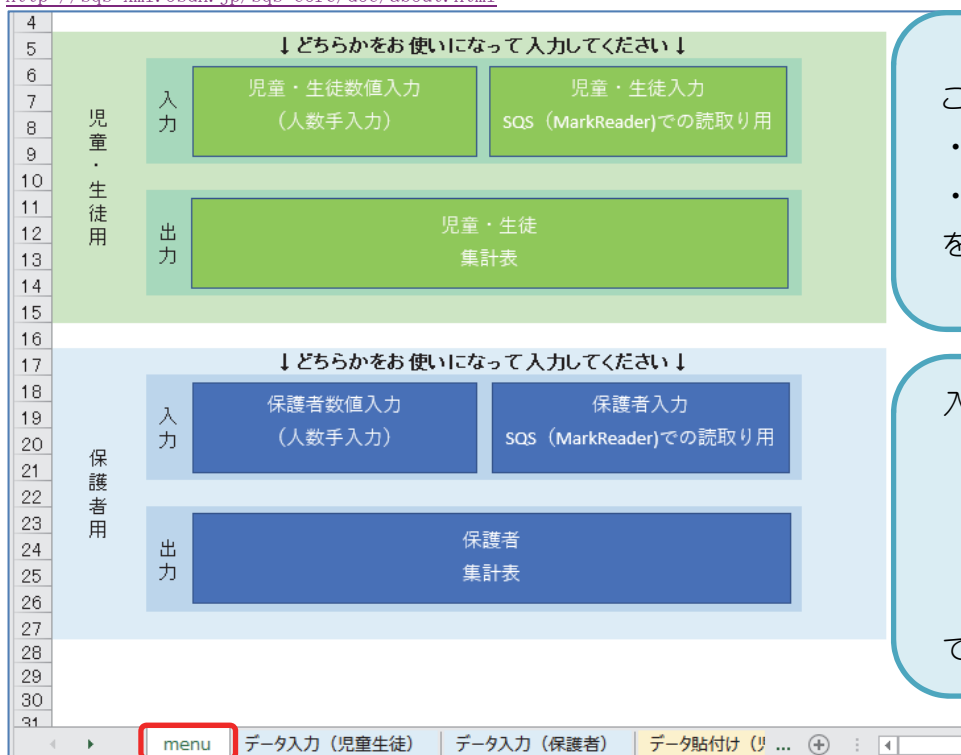 4
5
6
7
8
9
10
11
12
13
14
15
16
17
18
19
20
21
22
23
24
25
26
27
28
29
30
31
↓どちらかをお使いになって入力してください↓
児童・生徒用
入力
児童・生徒数値入力
(人数手入力)
児童・生徒入力
SQS(MarkReader)での読取り用
出力
児童・生徒
集計表
↓どちらかをお使いになって入力してください↓
保護者用
入力
保護者数値入力
(人数手入力)
保護者入力
SQS(MarkReader)での読取り用
出力
保護者
集計表
・
・
を
入
menu データ入力(児童生徒) データ入力(保護者) データ貼付け(リ ...